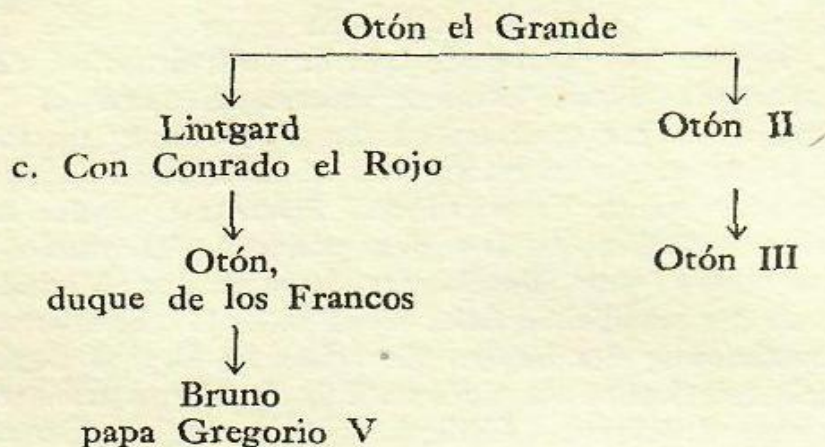 Otón el Grande
Liutgard
c. Con Conrado el Rojo
Otón II
Otón,
duque de los Francos
Otón III
Bruno
papa Gregorio V